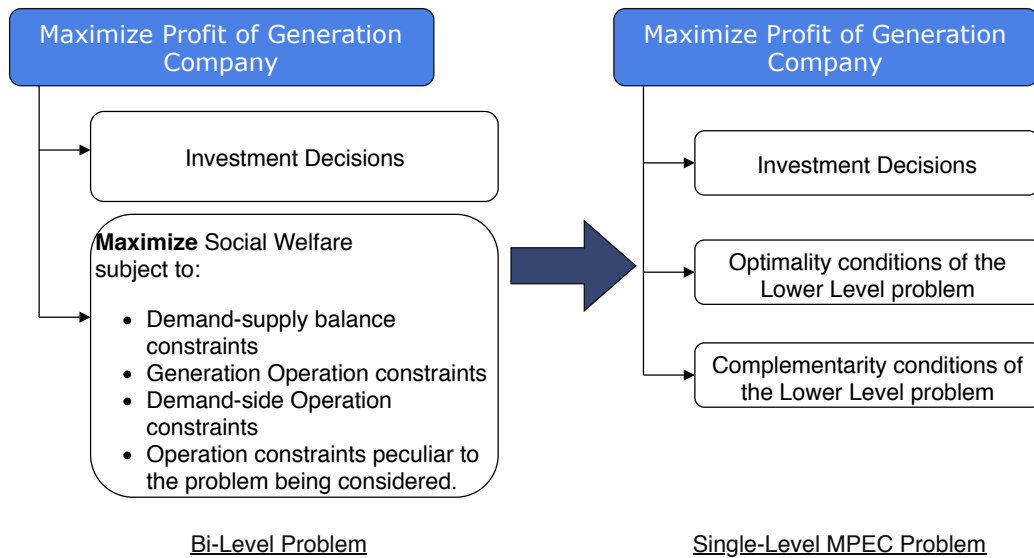 Maximize Profit of Generation
Company
Investment Decisions
Maximize Social Welfare
subject to:
• Demand-supply balance
constraints
• Generation Operation constraints
• Demand-side Operation
constraints
• Operation constraints peculiar to
the problem being considered.
Bi-Level Problem
Maximize Profit of Generation
Company
Investment Decisions
Optimality conditions of the
Lower Level problem
Complementarity conditions of
the Lower Level problem
Single-Level MPEC Problem